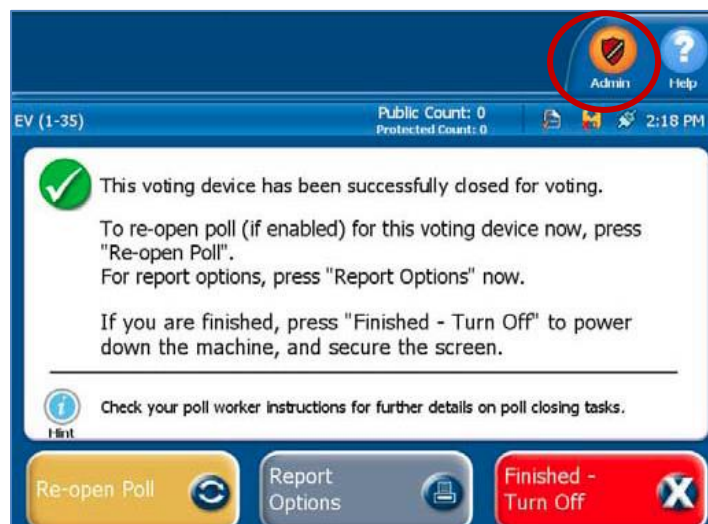 Admin
Help
EV (1-35)
Public Count: 0
Protected Count: 0
2:18 PM
This voting device has been successfully closed for voting.
To re-open poll (if enabled) for this voting device now, press
"Re-open Poll".
For report options, press "Report Options" now.
If you are finished, press "Finished - Turn Off" to power
down the machine, and secure the screen.
Check your poll worker instructions for further details on poll closing tasks.
Hint
Re-open Poll
Report
Options
Finished -
Turn Off